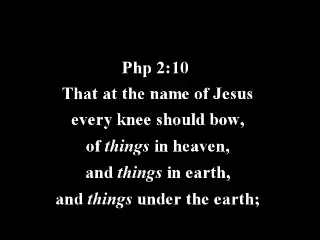 Php 2:10
That at the name of Jesus
every knee should bow,
of things in heaven,
and things in earth,
and things under the earth;